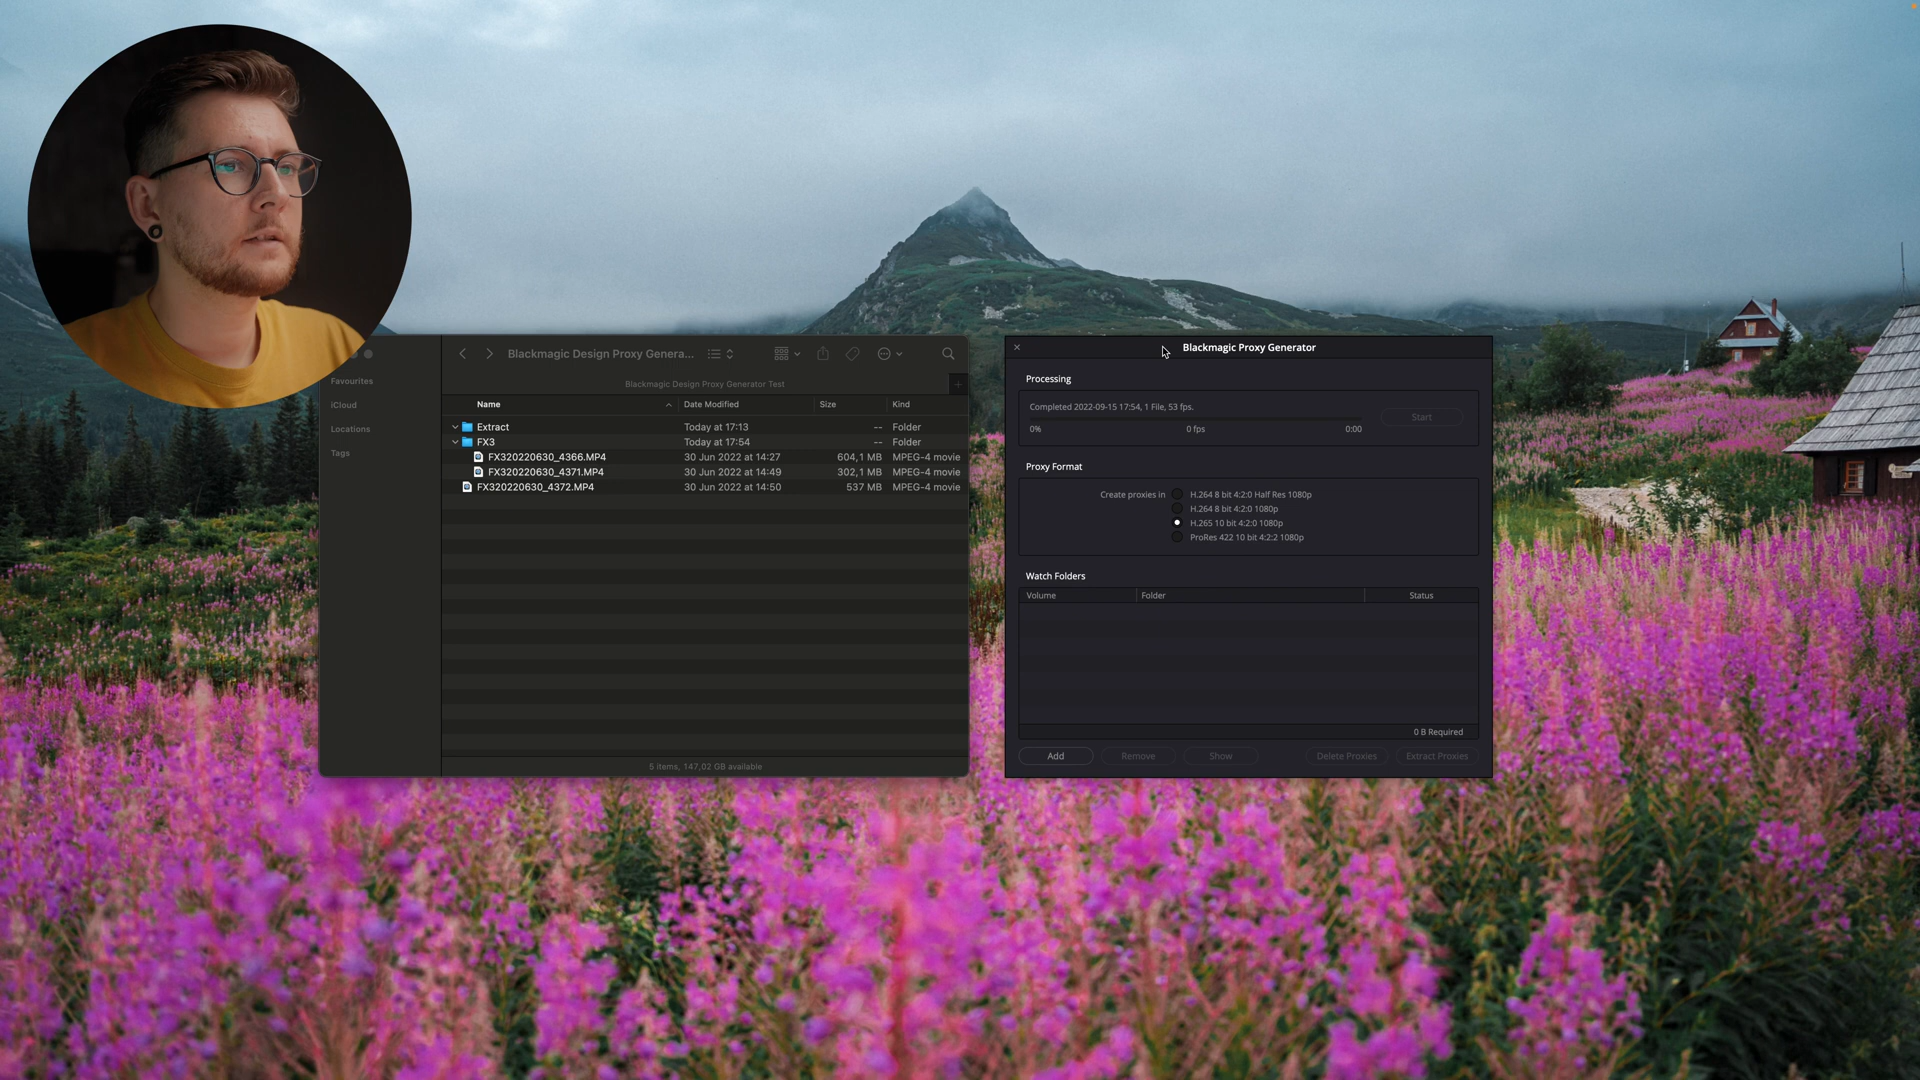 Blackmagic Design Proxy Genera...
Blackmagic Design Proxy Generator Test
Favourites
iCloud
Locations
Tags
Name Date Modified Size Kind
Extract Today at 17:13 -- Folder
FX3 Today at 17:54 -- Folder
FX320220630_4366.MP4 30 Jun 2022 at 14:27 604,1 MB MPEG-4 movie
FX320220630_4371.MP4 30 Jun 2022 at 14:49 302,1 MB MPEG-4 movie
FX320220630_4372.MP4 30 Jun 2022 at 14:50 537 MB MPEG-4 movie
5 items, 147,02 GB available
Blackmagic Proxy Generator
Processing
Completed 2022-09-15 17:54, 1 File, 53 fps.
Start
0% 0 fps 0:00
Proxy Format
Create proxies in H.264 8 bit 4:2:0 Half Res 1080p
H.264 8 bit 4:2:0 1080p
H.265 10 bit 4:2:0 1080p
ProRes 422 10 bit 4:2:2 1080p
Watch Folders
Volume Folder Status
0 B Required
Add Remove Show Delete Proxies Extract Proxies